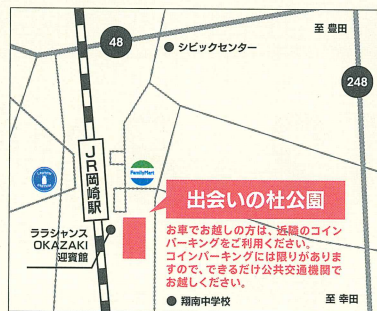 至 豊田
48
シビックセンター
248
LAWSON
FamilyMart
JR岡崎駅
出会いの杜公園
お車でお越しの方は、近隣のコイン
パーキングをご利用ください。
コインパーキングには限りがありま
すので、できるだけ公共交通機関で
お越しください。
ララシャンス
OKAZAKI
迎賓館
翔南中学校
至 幸田